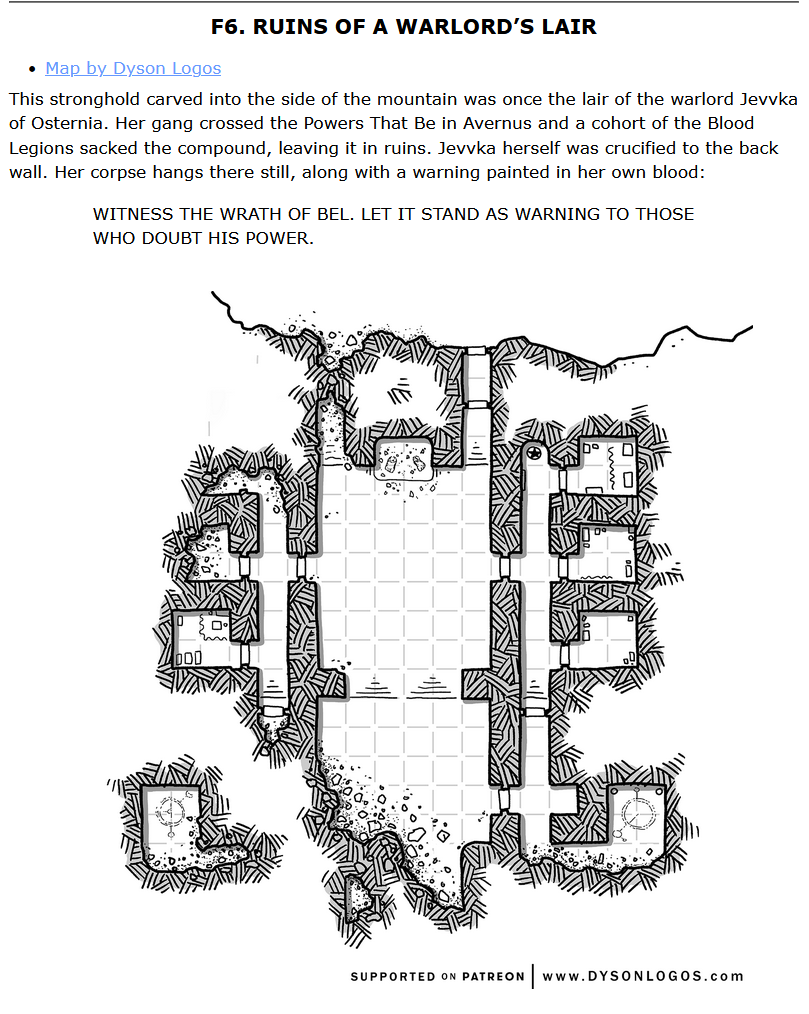 F6. RUINS OF A WARLORD’S LAIR
• Map by Dyson Logos
This stronghold carved into the side of the mountain was once the lair of the warlord Jevvka
of Osternia. Her gang crossed the Powers That Be in Avernus and a cohort of the Blood
Legions sacked the compound, leaving it in ruins. Jevvka herself was crucified to the back
wall. Her corpse hangs there still, along with a warning painted in her own blood:
WITNESS THE WRATH OF BEL. LET IT STAND AS WARNING TO THOSE
WHO DOUBT HIS POWER.
SUPPORTED ON PATREON | www.DYSONLOGOS.com